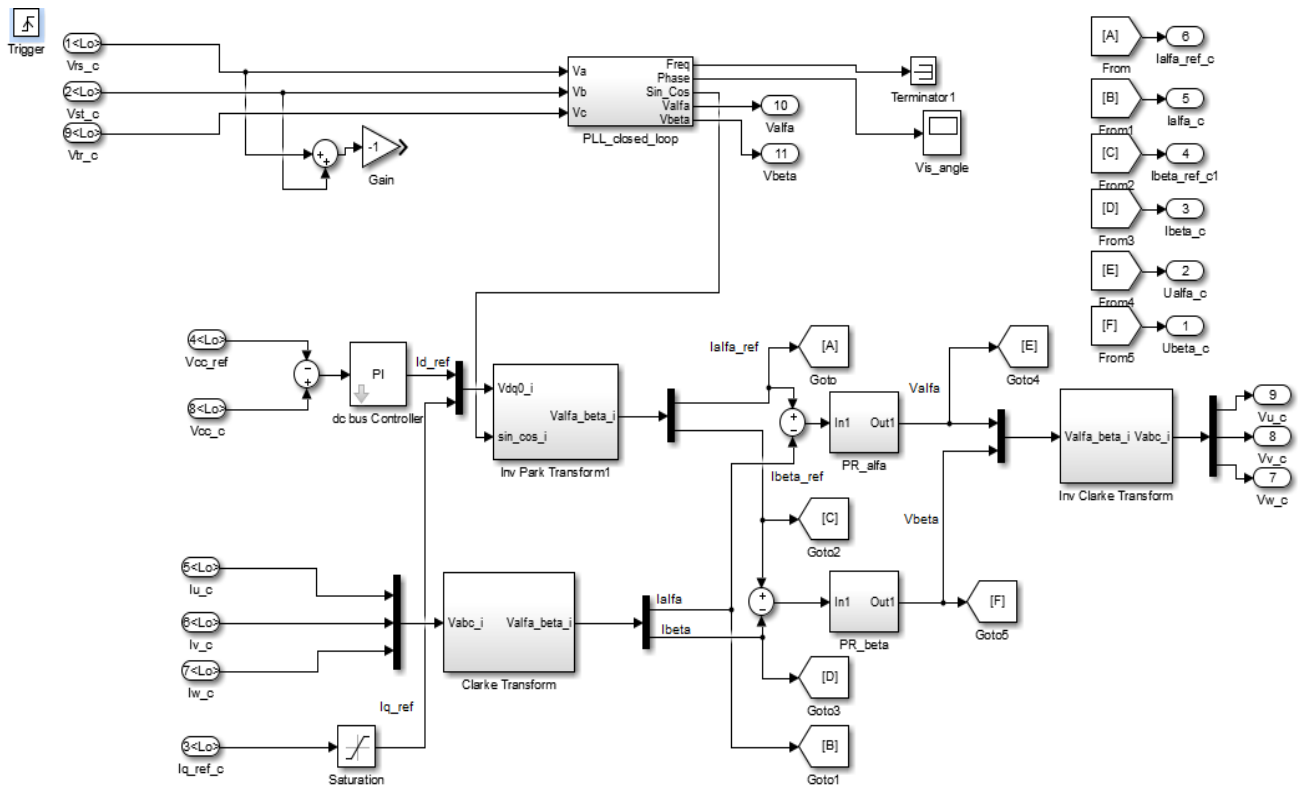 Trigger
1<Lo>
Vrs_c
2<Lo>
Vst_c
9<Lo>
Vtr_c
-1
Gain
Va
Vb
Vc
Freq
Phase
Sin_Cos
Valfa
Vbeta
PLL_closed_loop
10
Valfa
11
Vbeta
Terminator1
Vis_angle
[A]
From
6
Ialfa_ref_c
[B]
From1
5
Ialfa_c
[C]
From2
4
Ibeta_ref_c1
[D]
From3
3
Ibeta_c
[E]
From4
2
Ualfa_c
[F]
From5
1
Ubeta_c
4<Lo>
Vcc_ref
8<Lo>
Vcc_c
PI
dc bus Controller
Id_ref
Vdq0_i
sin_cos_i
Valfa_beta_i
Inv Park Transform1
Ialfa_ref
[A]
Goto
Ibeta_ref
In1
Out1
PR_alfa
Valfa
[E]
Goto4
Valfa_beta_i
Vabc_i
Inv Clarke Transform
9
Vu_c
8
Vv_c
7
Vw_c
[C]
Goto2
Vbeta
5<Lo>
Iu_c
6<Lo>
Iv_c
7<Lo>
Iw_c
Vabc_i
Valfa_beta_i
Clarke Transform
Ialfa
Ibeta
In1
Out1
PR_beta
[F]
Goto5
[D]
Goto3
Iq_ref
3<Lo>
Iq_ref_c
Saturation
[B]
Goto1